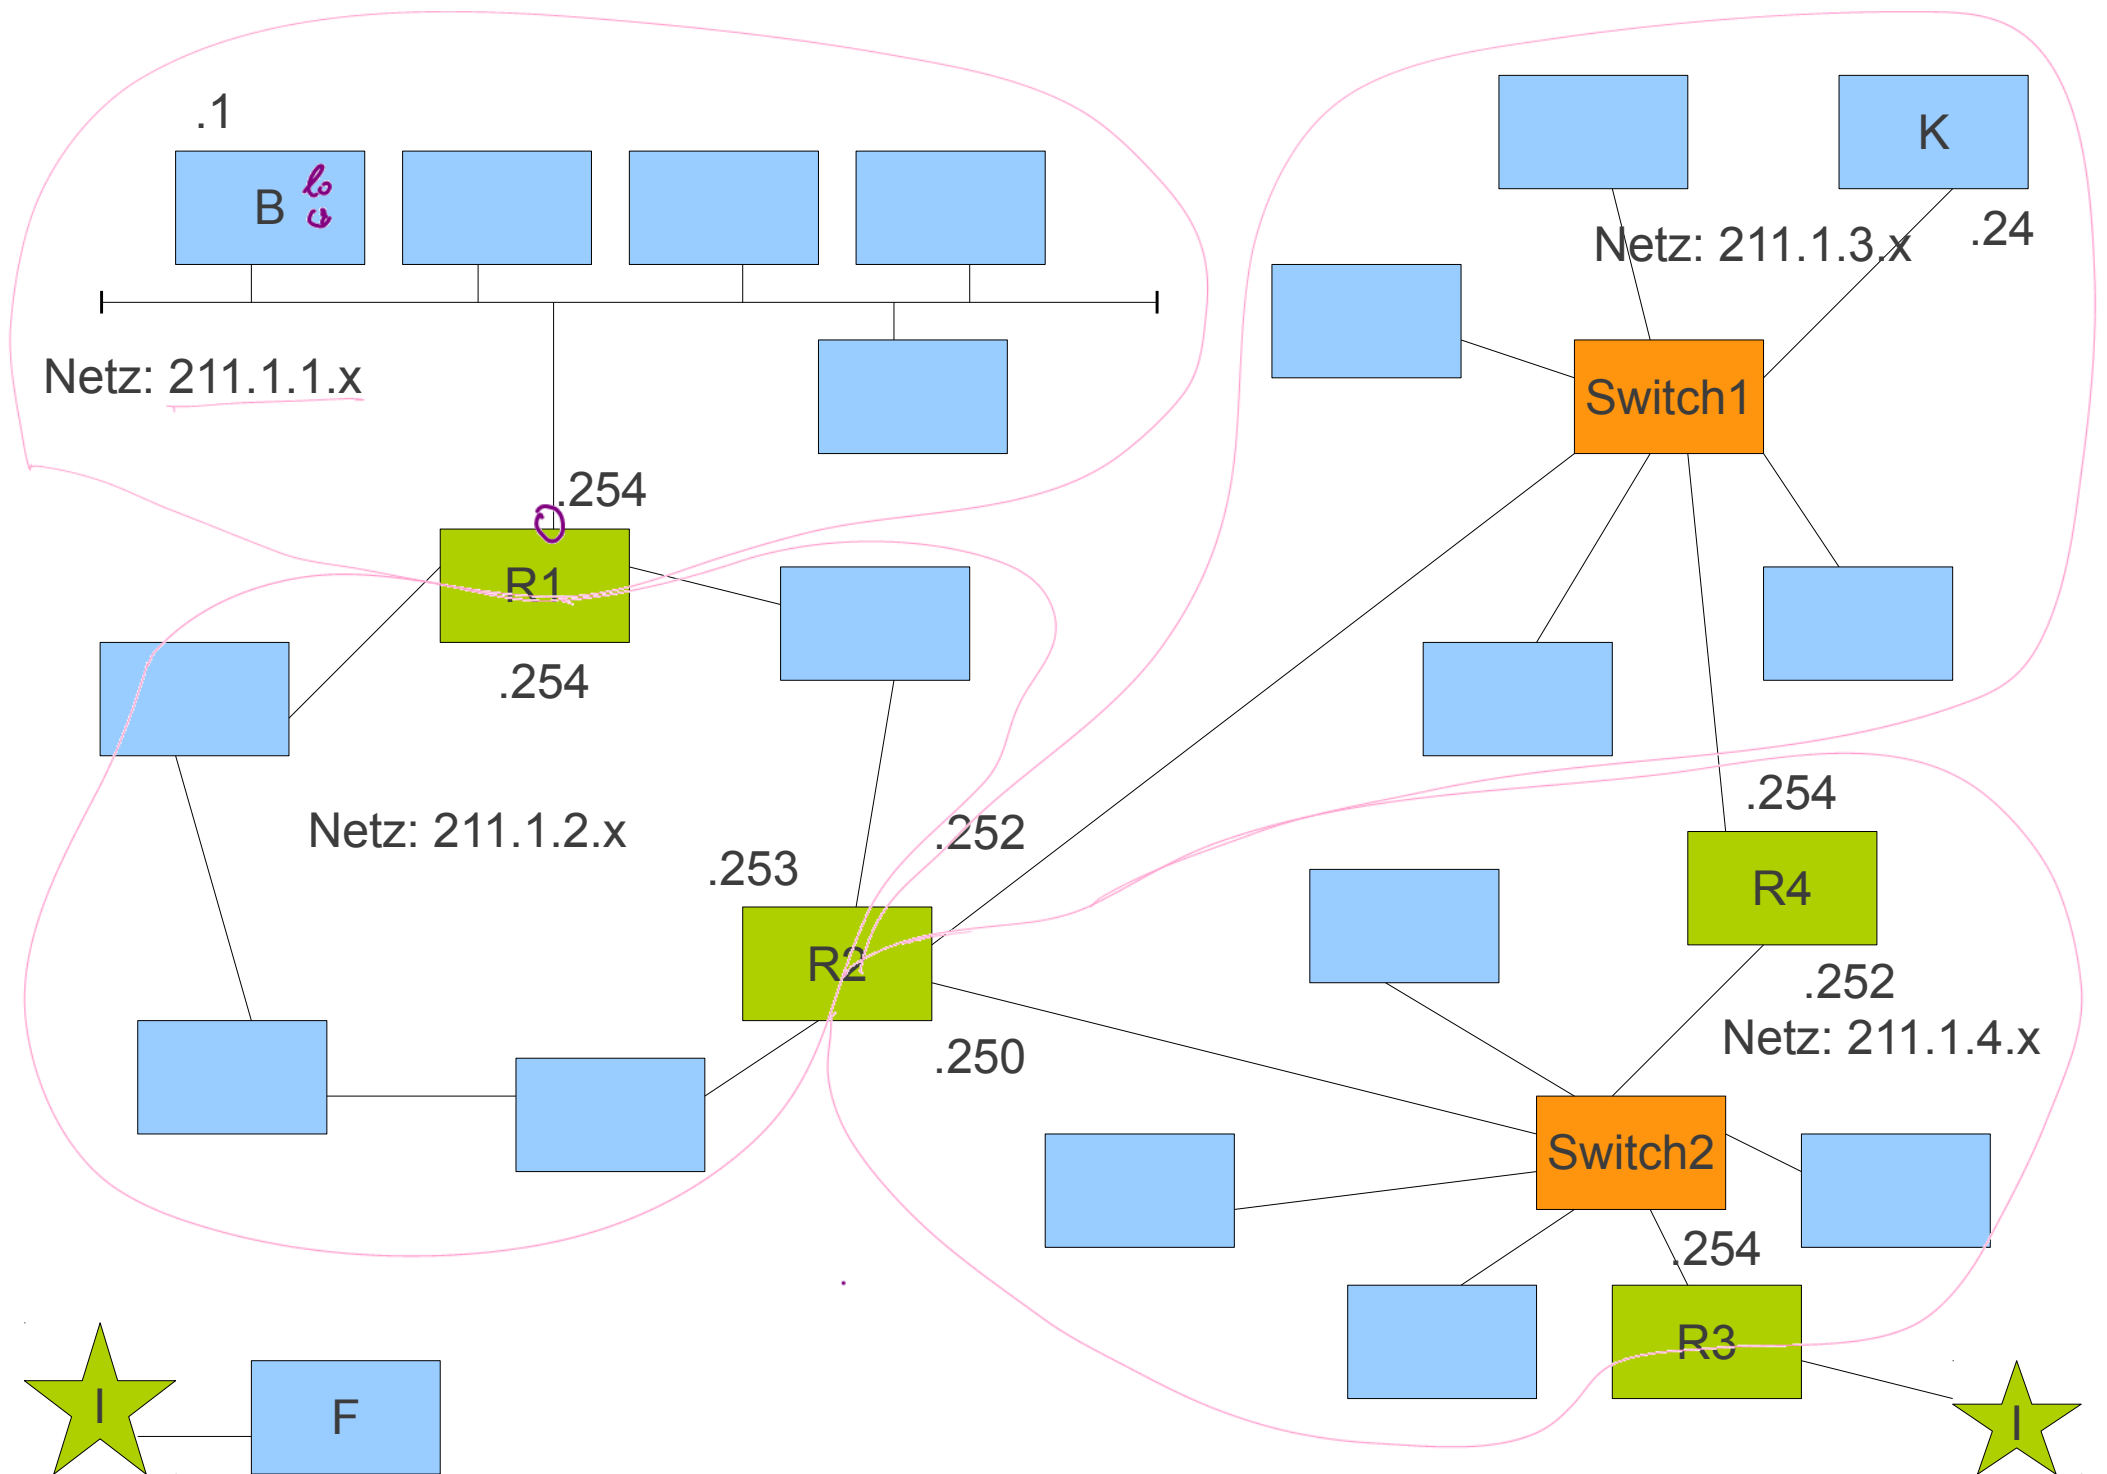 .1
B
lo
K
Netz: 211.1.3.x
.24
Netz: 211.1.1.x
Switch1
.254
R1
.254
.254
Netz: 211.1.2.x
.252
.253
R4
R2
.252
Netz: 211.1.4.x
.250
Switch2
.254
R3
I
F
I